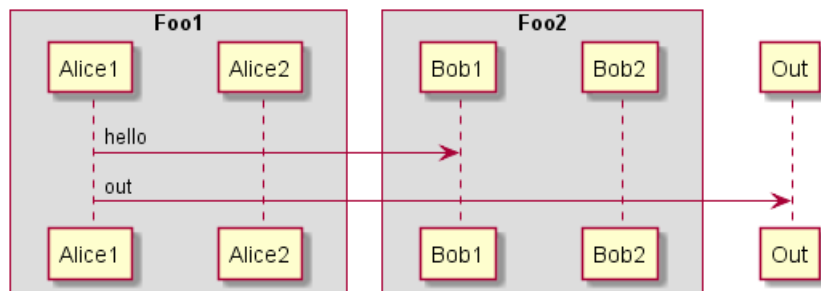 Foo1 Foo2
Alice1 Alice2 Bob1 Bob2 Out
hello
out
Alice1 Alice2 Bob1 Bob2 Out